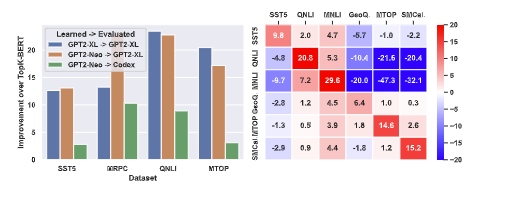 Learned -> Evaluated
GPT2-XL -> GPT2-XL
GPT2-Neo -> GPT2-XL
GPT2-Neo -> Codex
Improvement over TopK-BERT
20
15
10
5
0
SST5 MRPC QNLI MTOP
Dataset
SST5 QNLI MNLI GeoQ. MTOP SMCal.
SST5 9.8 2.0 4.7 -5.7 -1.0 -2.2
QNLI -4.8 20.8 5.3 -10.4 -21.6 -20.4
MNLI -9.7 7.2 29.6 -20.0 -47.3 -32.1
GeoQ. -2.8 1.2 4.5 6.4 1.0 0.3
MTOP -1.3 0.5 3.9 1.8 14.6 2.6
SMCal. -2.9 0.9 4.4 -1.8 1.2 15.2
20
15
10
5
0
−5
−10
−15
−20